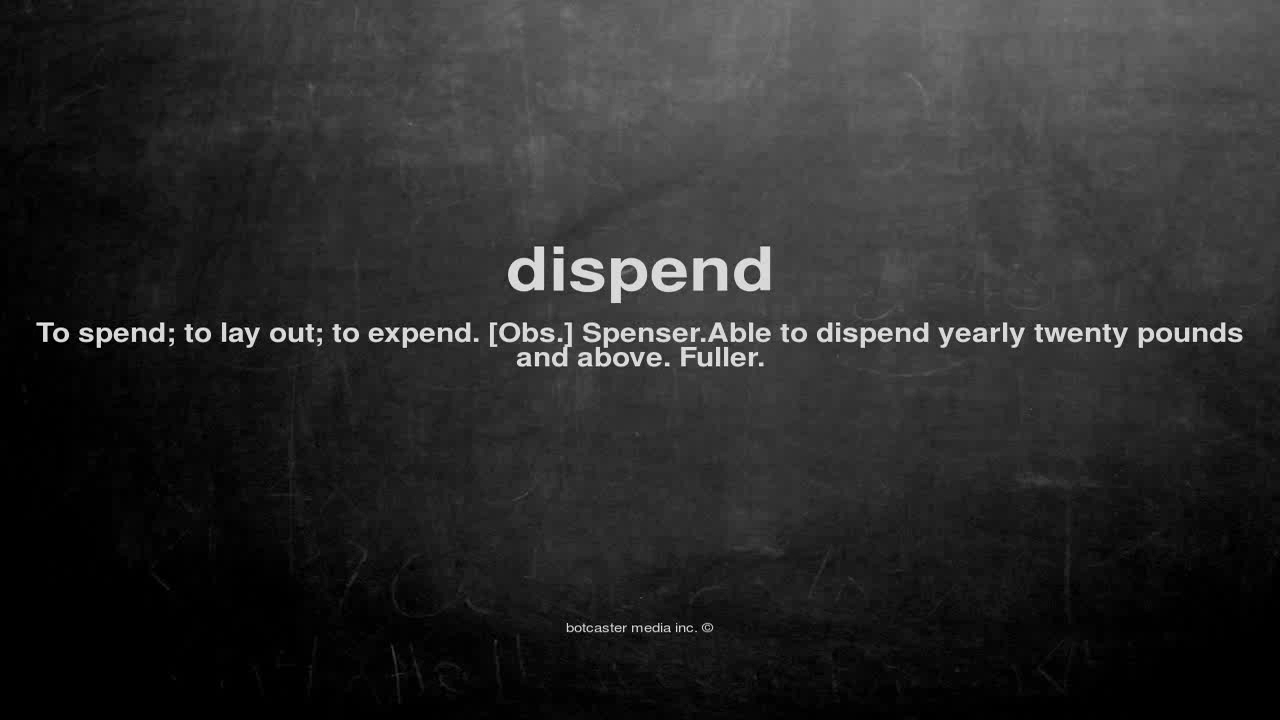 dispend
To spend; to lay out; to expend. [Obs.] Spenser.Able to dispend yearly twenty pounds
and above. Fuller.
botcaster media inc. ©